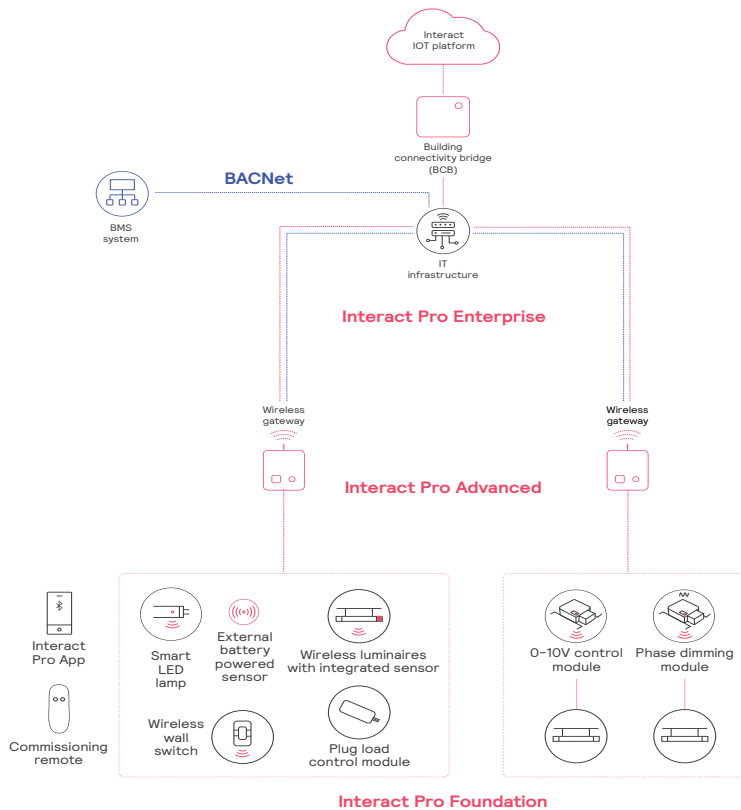 Interact
IOT platform
Building
connectivity bridge
(BCB)
BACNet
BMS
system
IT
infrastructure
Interact Pro Enterprise
Wireless
gateway
Wireless
gateway
Interact Pro Advanced
Interact
Pro App
Smart
LED
lamp
External
battery
powered
sensor
Wireless luminaires
with integrated sensor
0-10V control
module
Phase dimming
module
Commissioning
remote
Wireless
wall
switch
Plug load
control module
Interact Pro Foundation